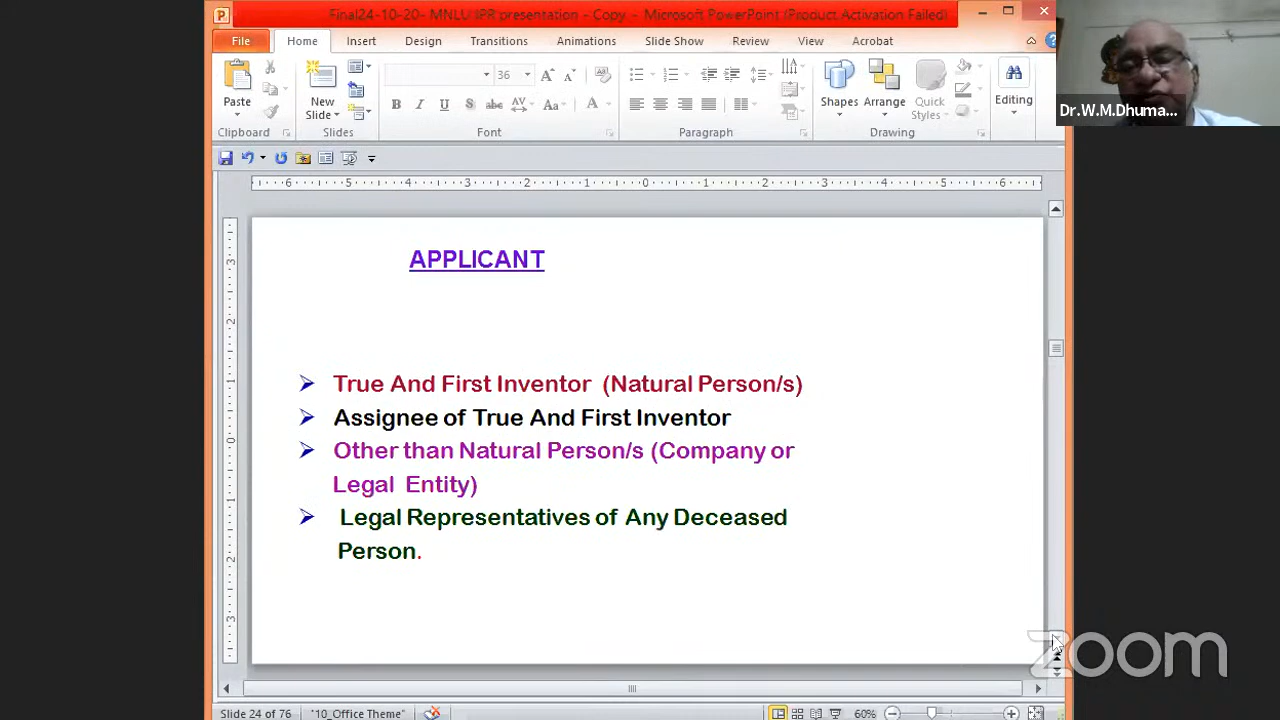 Final24-10-20- MNLU IPR presentation - Copy - Microsoft PowerPoint (Product Activation Failed)
File Home Insert Design Transitions Animations Slide Show Review View Acrobat
36
Paste New Slide Shapes Arrange Quick Styles Editing
Clipboard Slides Font Paragraph Drawing
Dr.W.M.Dhuma...
APPLICANT
True And First Inventor (Natural Person/s)
Assignee of True And First Inventor
Other than Natural Person/s (Company or
Legal Entity)
Legal Representatives of Any Deceased
Person.
zoom
Slide 24 of 76 "10_Office Theme" 60%